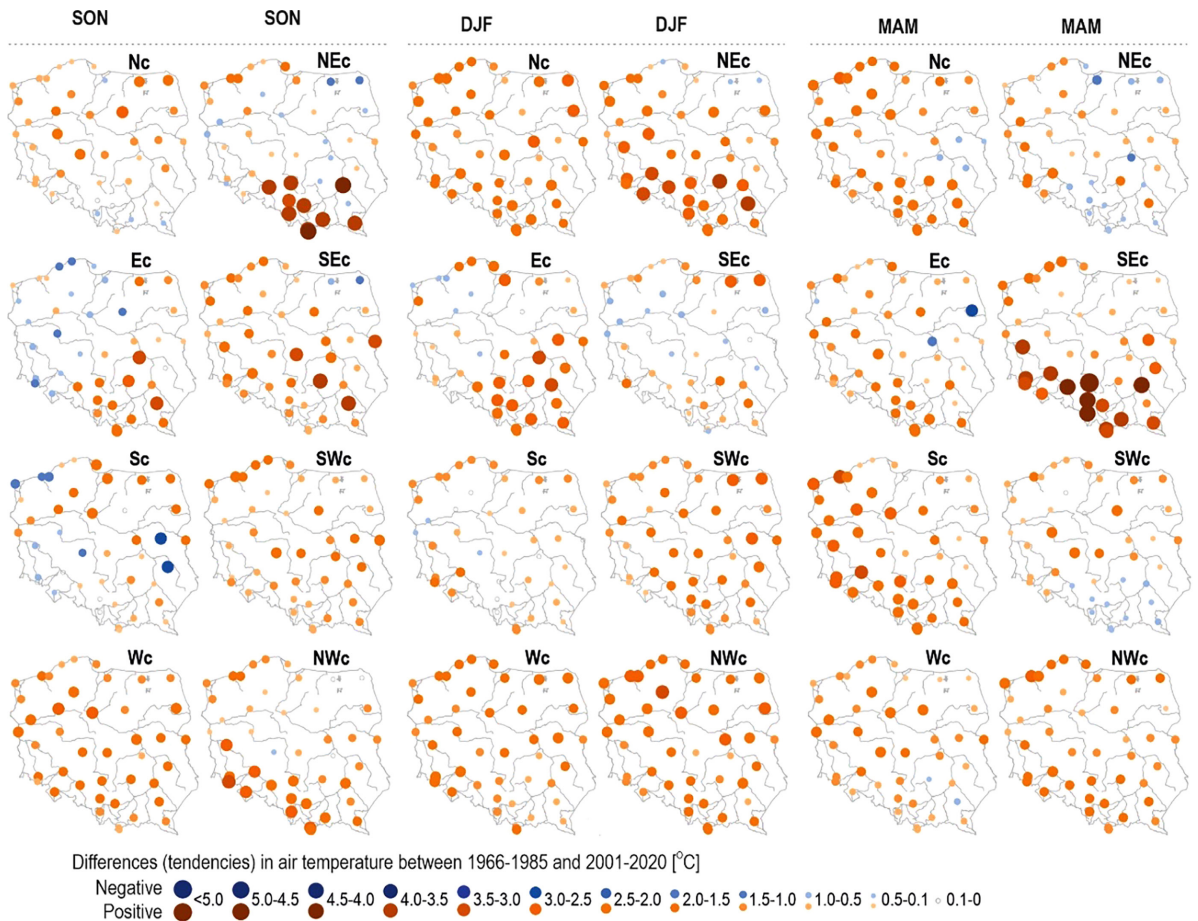 SON SON DJF DJF MAM MAM
Nc NEc Nc NEc Nc NEc
Ec SEc Ec SEc Ec SEc
Sc SWc Sc SWc Sc SWc
Wc NWc Wc NWc Wc NWc
Differences (tendencies) in air temperature between 1966-1985 and 2001-2020 [°C]
Negative
<5.0 5.0-4.5 4.5-4.0 4.0-3.5 3.5-3.0 3.0-2.5 2.5-2.0 2.0-1.5 1.5-1.0 1.0-0.5 0.5-0.1 0.1-0
Positive